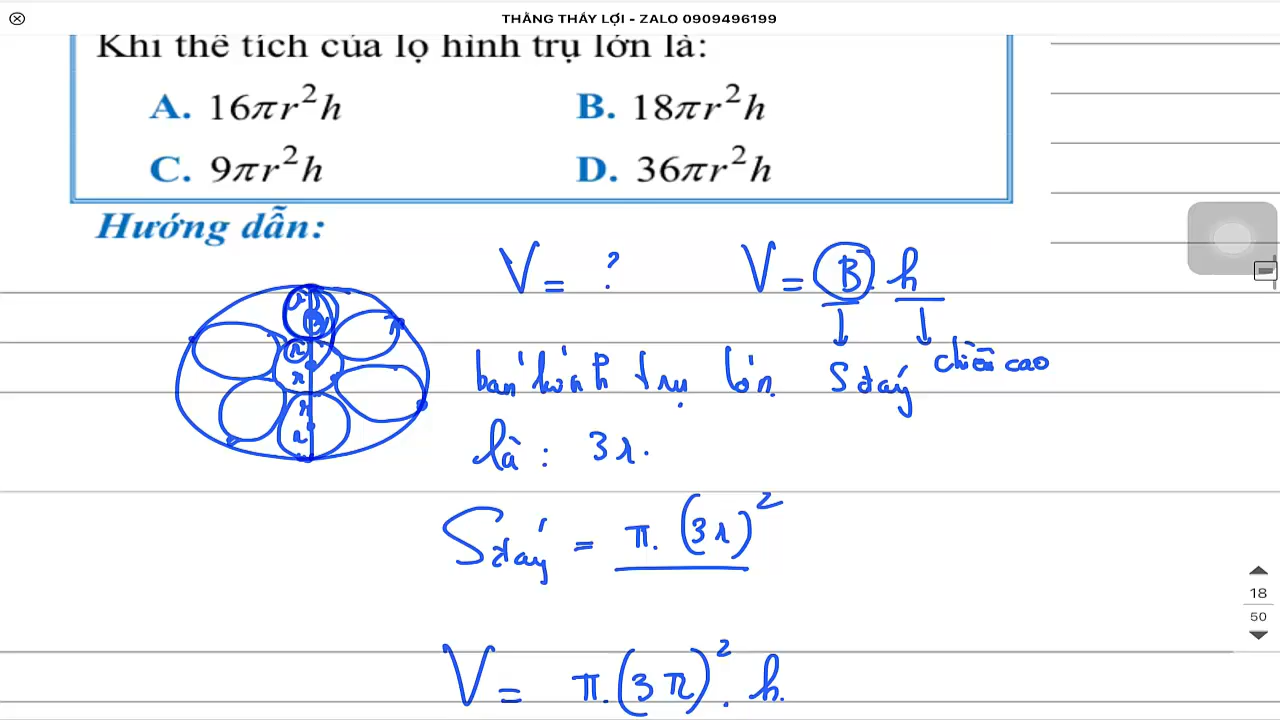 THẦNG THẦY LỢI - ZALO 0909496199
Khi thể tích của lọ hình trụ lớn là:
A. 16πr²h
B. 18πr²h
C. 9πr²h
D. 36πr²h
Hướng dẫn:
V = ? V = B. h
bán kính trụ lớn Sđáy chiều cao
là : 3r.
Sđáy = π. (3r)²
V = π. (3r)². h.
18
50